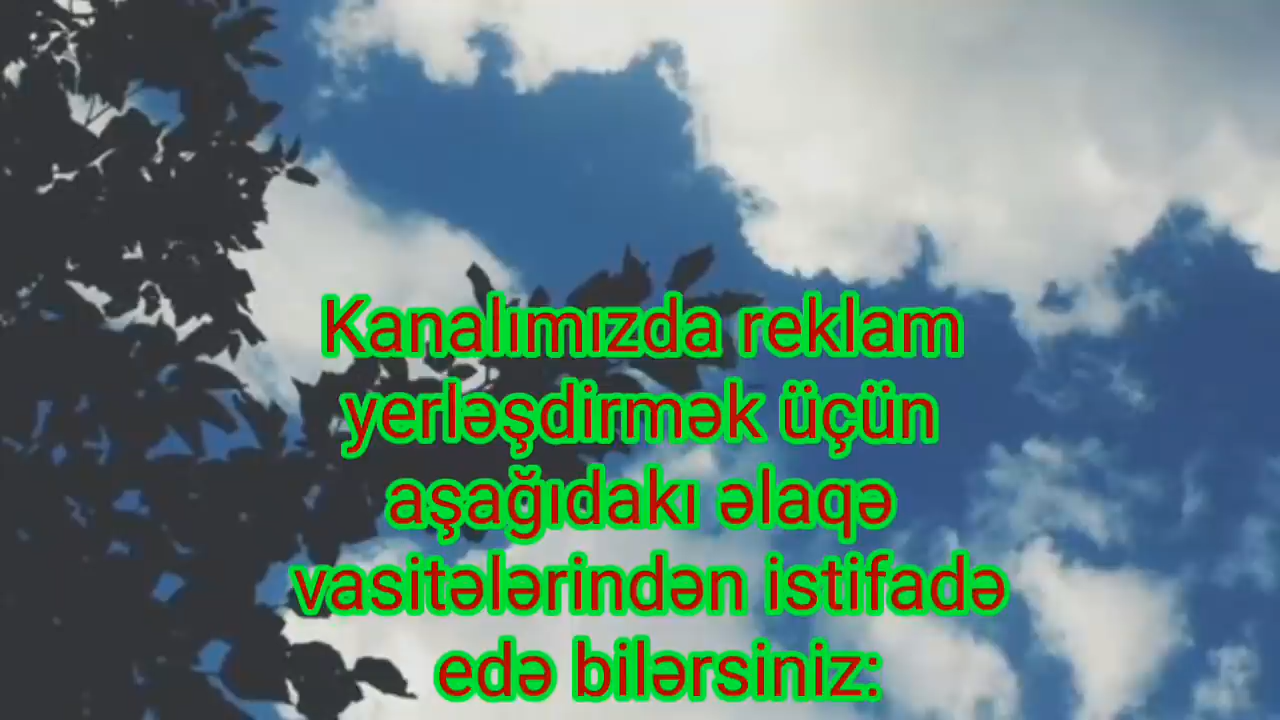 Kanalımızda reklam
yerləşdirmək üçün
aşağıdakı əlaqə
vasitələrindən istifadə
edə bilərsiniz: